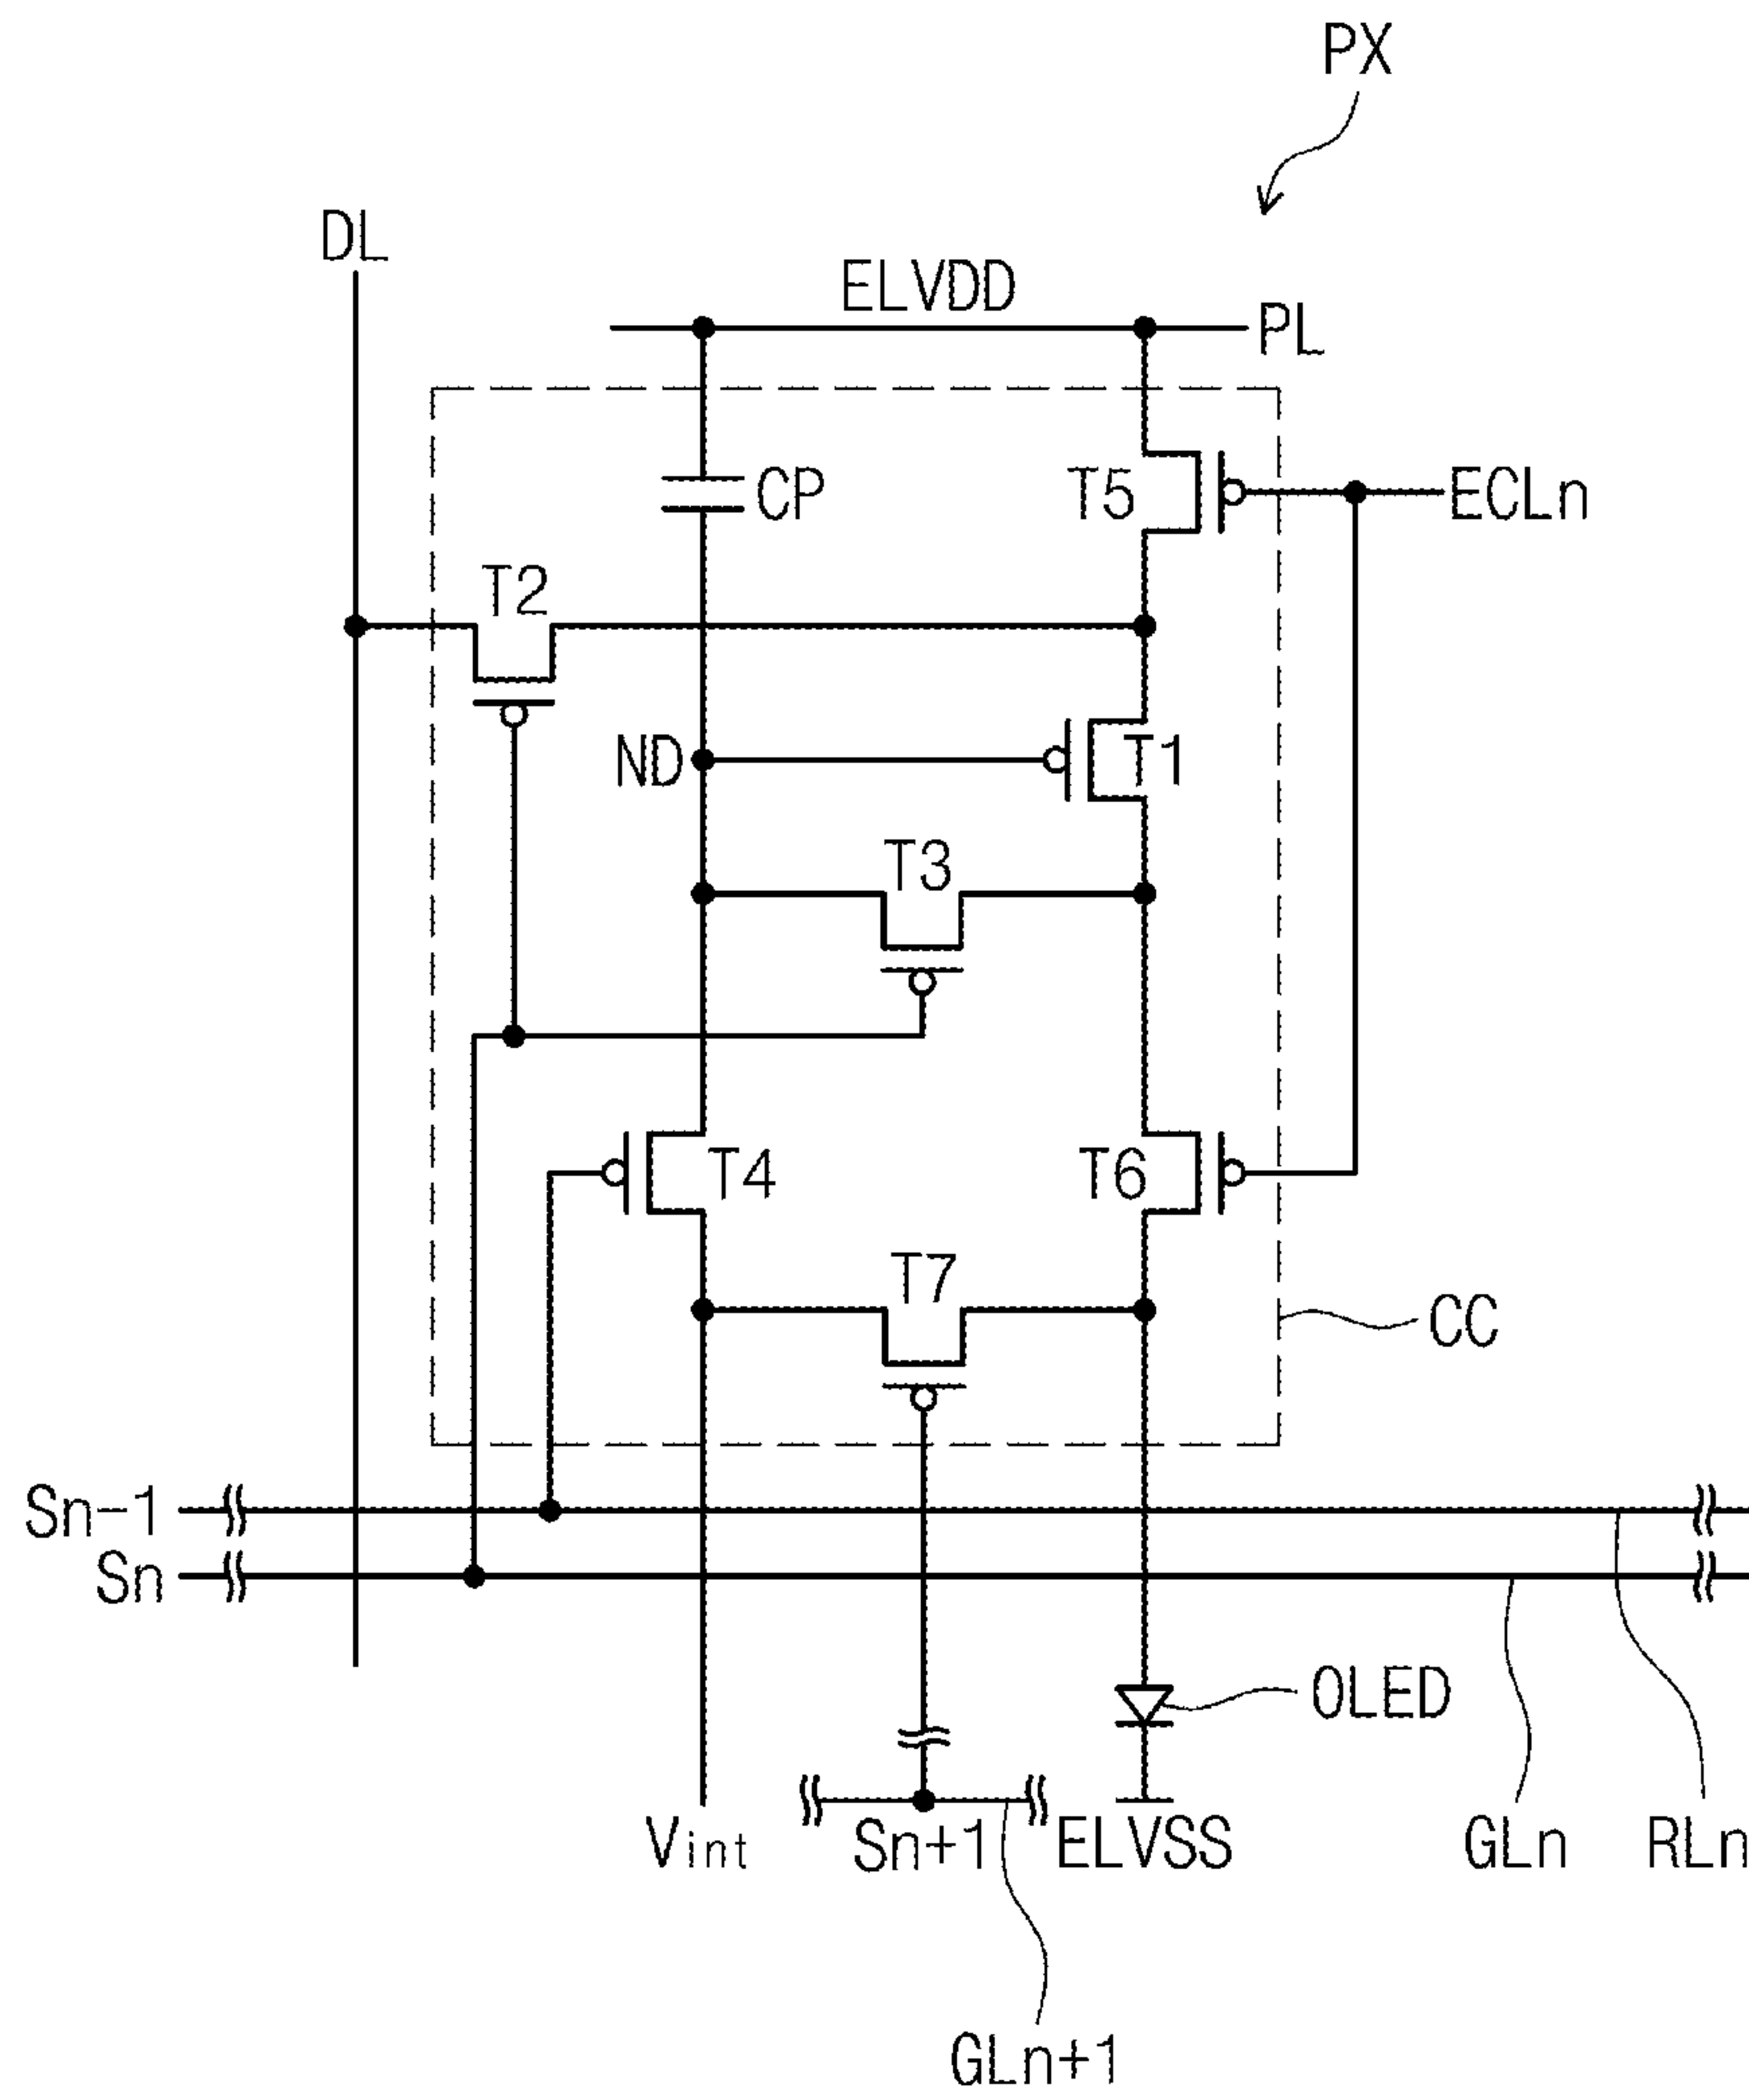 PX
DL
ELVDD
PL
CP
T5
ECLn
T2
ND
T1
T3
T4
T6
T7
CC
Sn-1
Sn
OLED
Vint
Sn+1
ELVSS
GLn
RLn
GLn+1